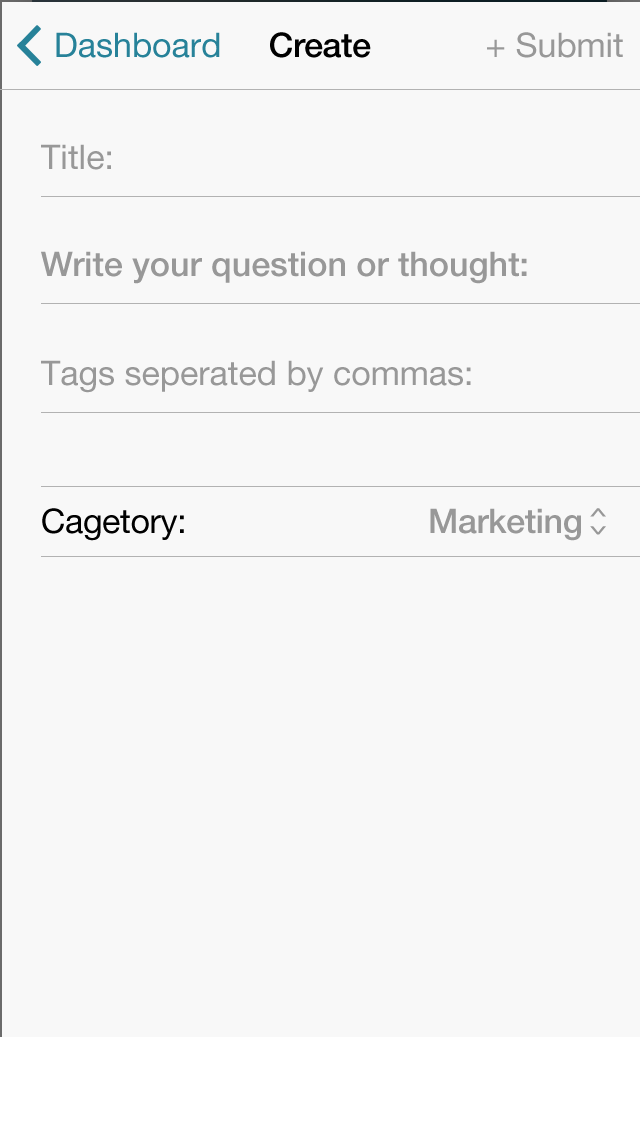 Dashboard Create + Submit
Title:
Write your question or thought:
Tags seperated by commas:
Cagetory: Marketing